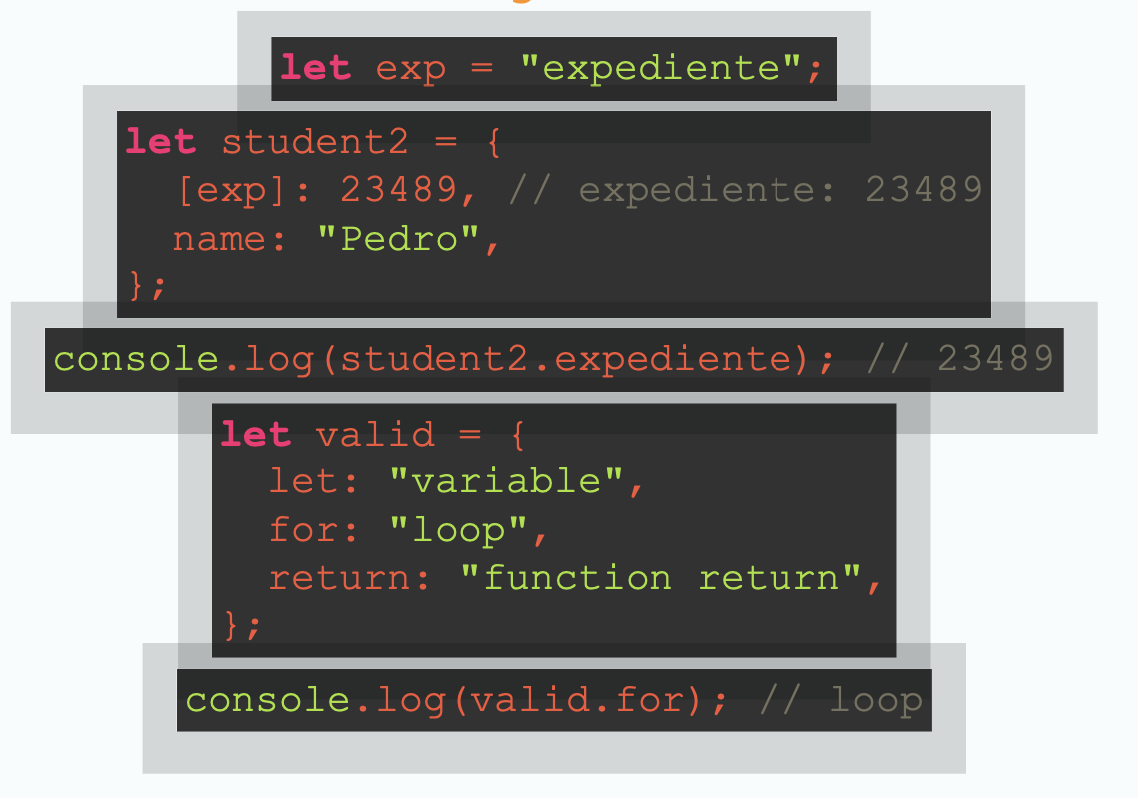 let exp = "expediente";
let student2 = {
[exp]: 23489, // expediente: 23489
name: "Pedro",
};
console.log(student2.expediente); // 23489
let valid = {
let: "variable",
for: "loop",
return: "function return",
};
console.log(valid.for); // loop